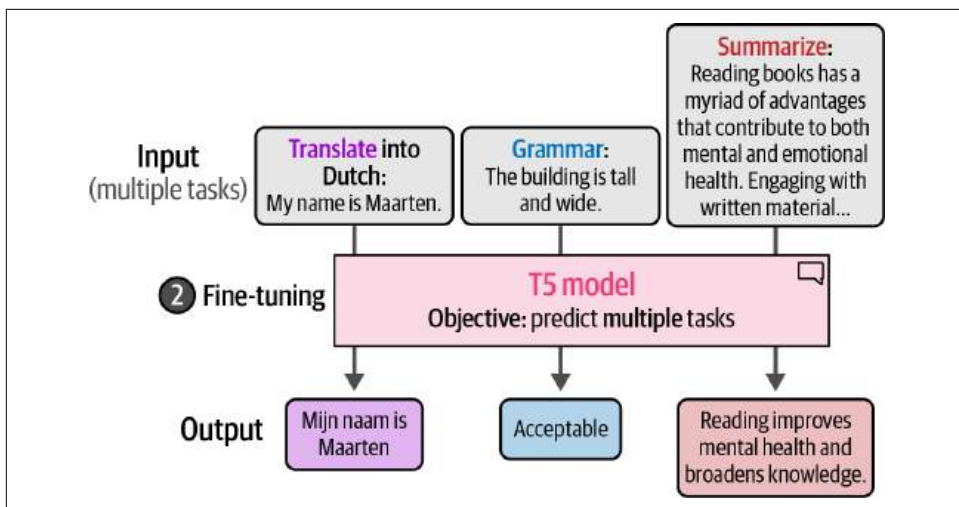 Summarize:
Reading books has a
myriad of advantages
that contribute to both
mental and emotional
health. Engaging with
written material...
Input
(multiple tasks)
Translate into
Dutch:
My name is Maarten.
Grammar:
The building is tall
and wide.
2 Fine-tuning
T5 model
Objective: predict multiple tasks
Output
Mijn naam is
Maarten
Acceptable
Reading improves
mental health and
broadens knowledge.